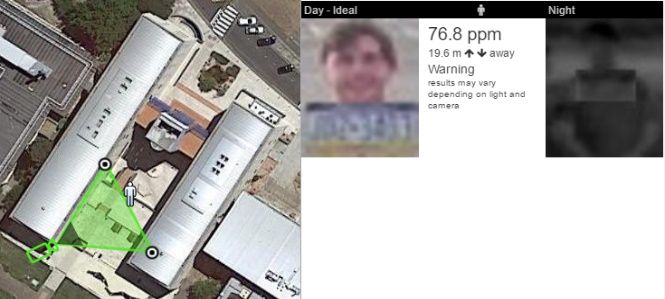 Day - Ideal
Night
76.8 ppm
19.6 m 🡹 🡻 away
Warning
results may vary
depending on light and
camera